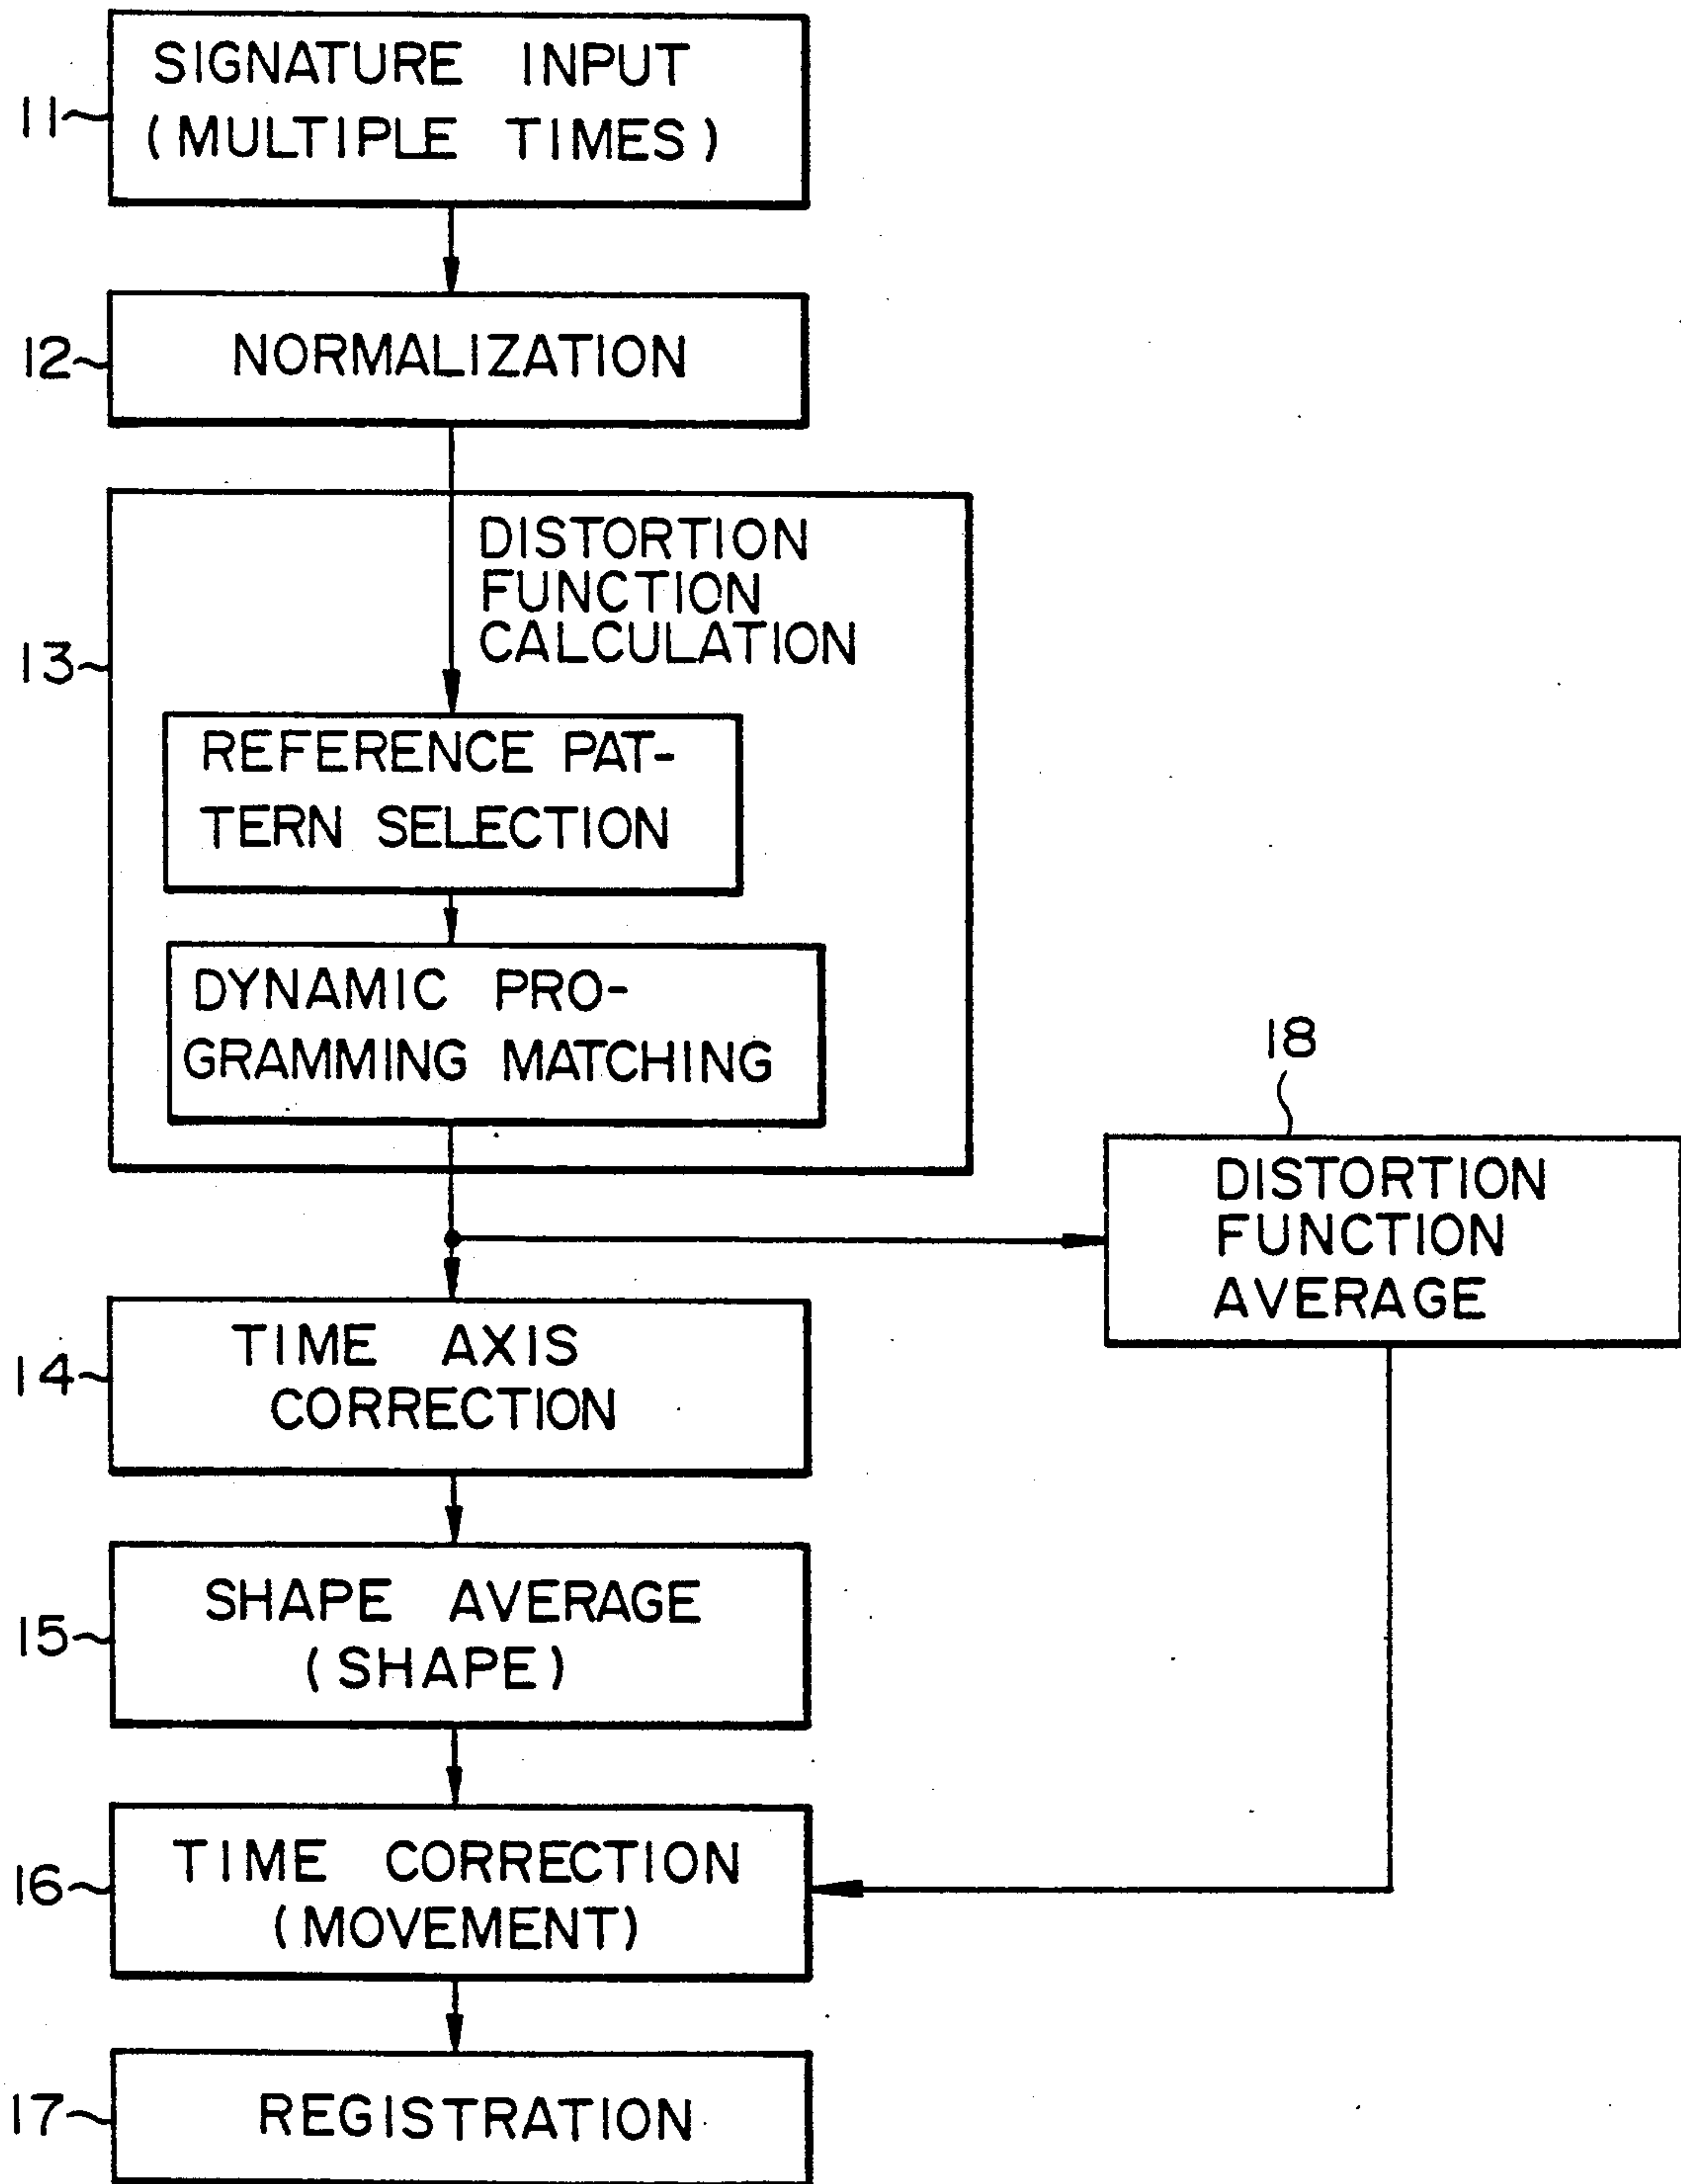 SIGNATURE INPUT
(MULTIPLE TIMES)
11
NORMALIZATION
12
DISTORTION
FUNCTION
CALCULATION
13
REFERENCE PAT-
TERN SELECTION
DYNAMIC PRO-
GRAMMING MATCHING
18
DISTORTION
FUNCTION
AVERAGE
TIME AXIS
CORRECTION
14
SHAPE AVERAGE
(SHAPE)
15
TIME CORRECTION
(MOVEMENT)
16
REGISTRATION
17